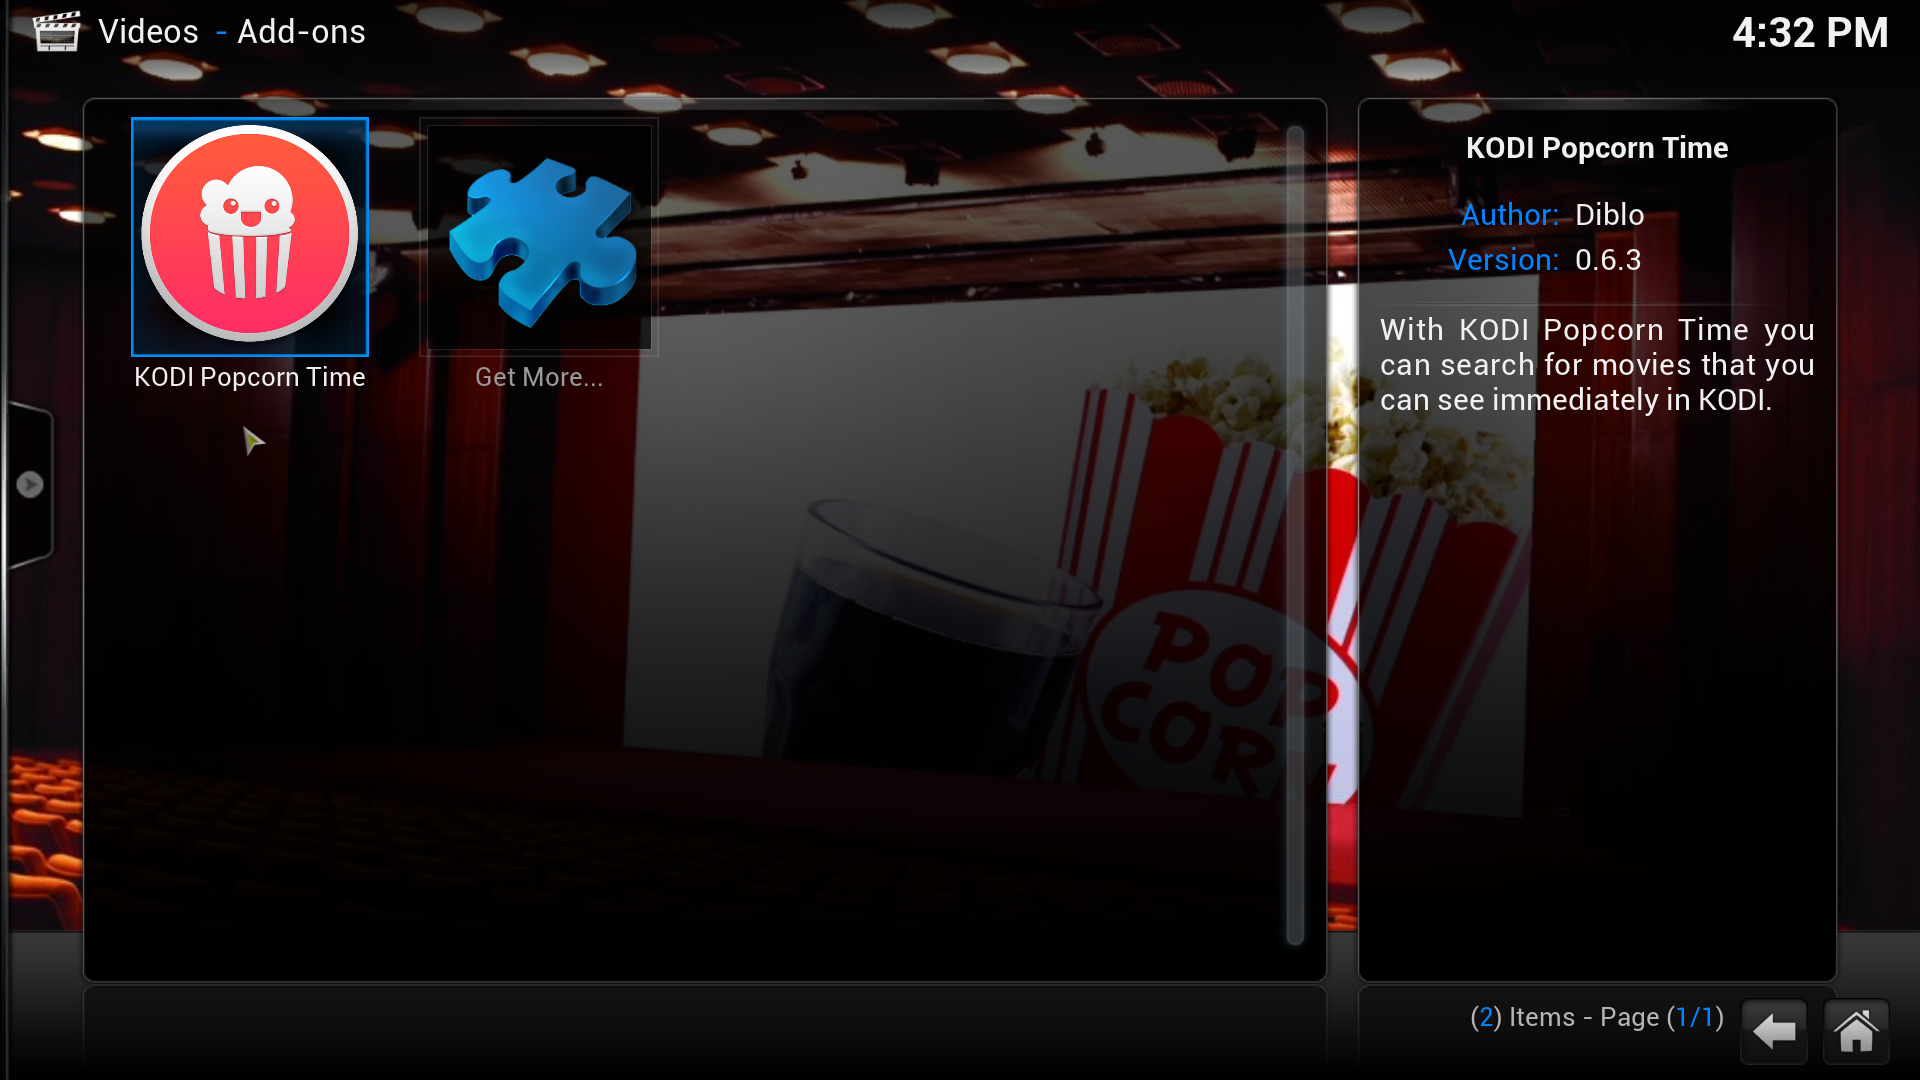 Videos - Add-ons
4:32 PM
KODI Popcorn Time
Get More...
KODI Popcorn Time
Author: Diblo
Version: 0.6.3
With KODI Popcorn Time you
can search for movies that you
can see immediately in KODI.
POP
CORN
(2) Items - Page (1/1)